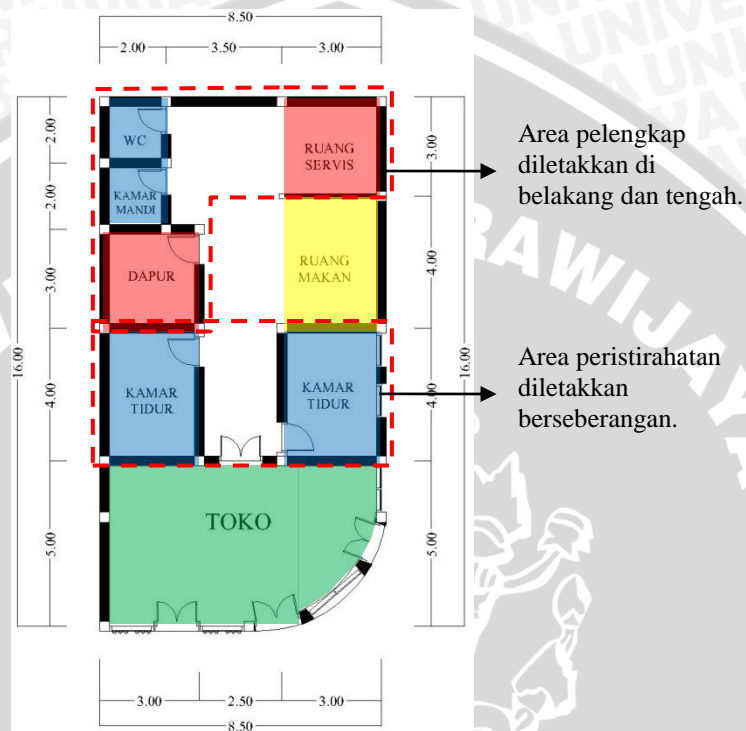 8.50
2.00 3.50 3.00
WC
KAMAR
MANDI
DAPUR
RUANG
SERVIS
RUANG
MAKAN
KAMAR
TIDUR
KAMAR
TIDUR
TOKO
2.00
2.00
3.00
4.00
5.00
16.00
3.00
4.00
4.00
5.00
16.00
3.00 2.50 3.00
8.50
Area pelengkap
diletakkan di
belakang dan tengah.
Area peristirahatan
diletakkan
berseberangan.
RAWIJAYA